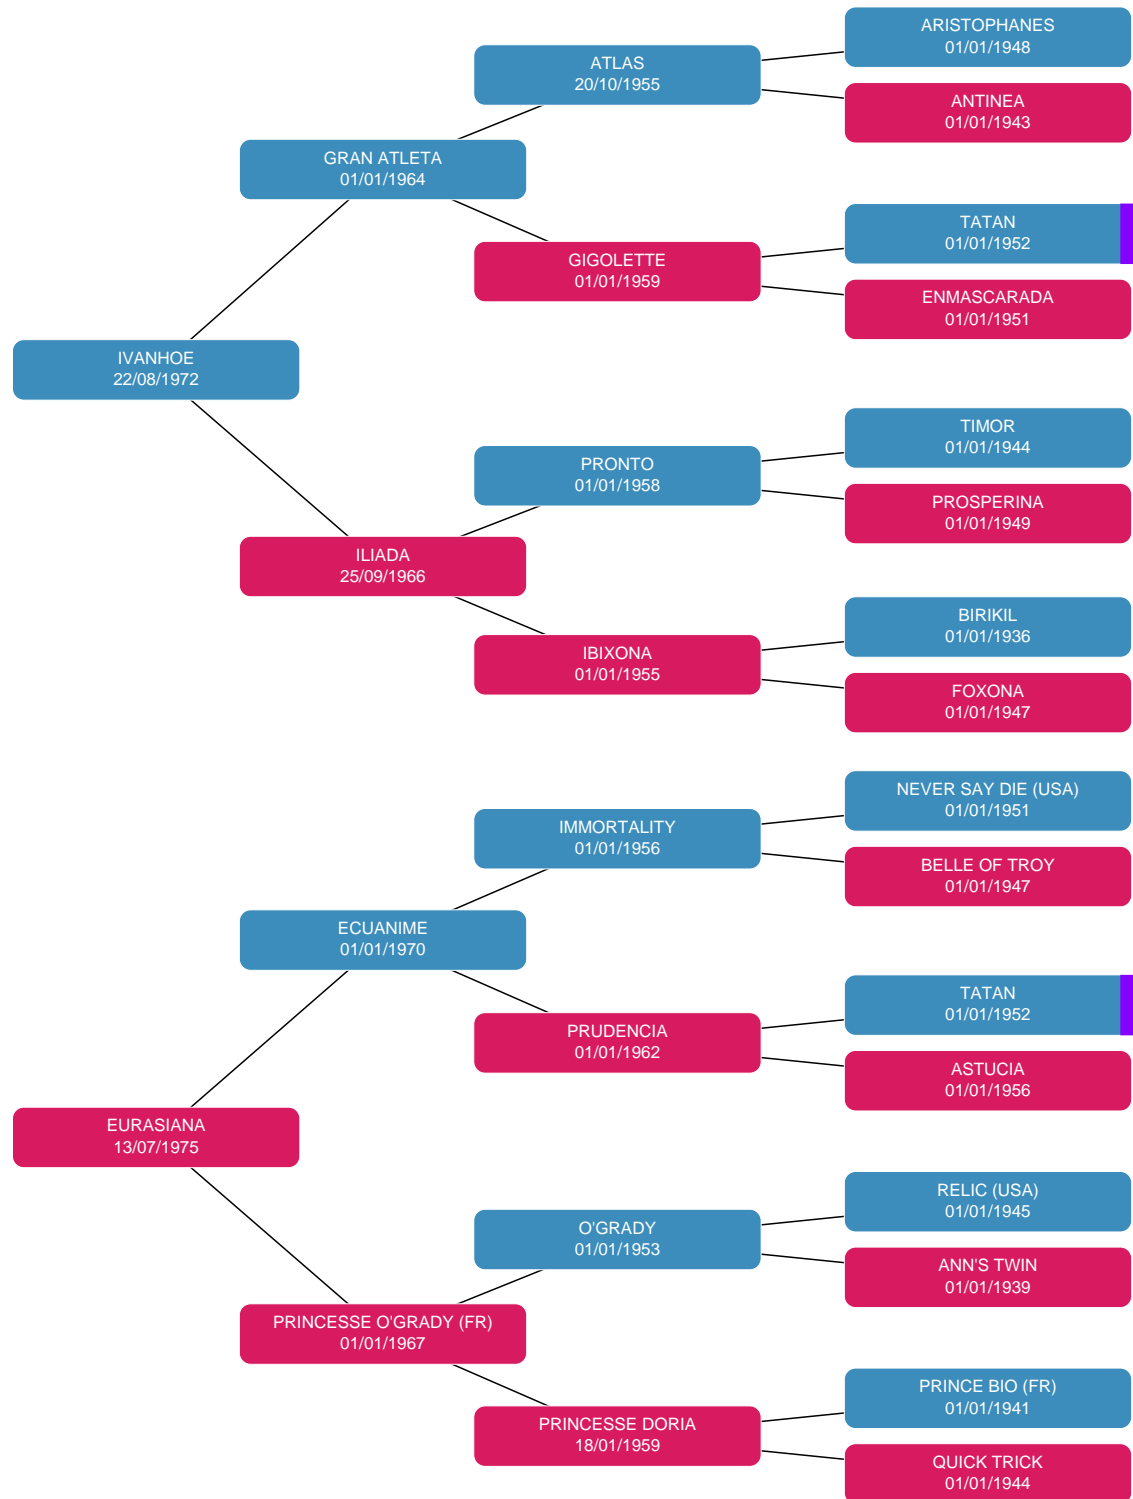 ARISTOPHANES
01/01/1948
ATLAS
20/10/1955
ANTINEA
01/01/1943
GRAN ATLETA
01/01/1964
TATAN
01/01/1952
GIGOLETTE
01/01/1959
ENMASCARADA
01/01/1951
IVANHOE
22/08/1972
TIMOR
01/01/1944
PRONTO
01/01/1958
PROSPERINA
01/01/1949
ILIADA
25/09/1966
BIRIKIL
01/01/1936
IBIXONA
01/01/1955
FOXONA
01/01/1947
NEVER SAY DIE (USA)
01/01/1951
IMMORTALITY
01/01/1956
BELLE OF TROY
01/01/1947
ECUANIME
01/01/1970
TATAN
01/01/1952
PRUDENCIA
01/01/1962
ASTUCIA
01/01/1956
EURASIANA
13/07/1975
RELIC (USA)
01/01/1945
O'GRADY
01/01/1953
ANN'S TWIN
01/01/1939
PRINCESSE O'GRADY (FR)
01/01/1967
PRINCE BIO (FR)
01/01/1941
PRINCESSE DORIA
18/01/1959
QUICK TRICK
01/01/1944